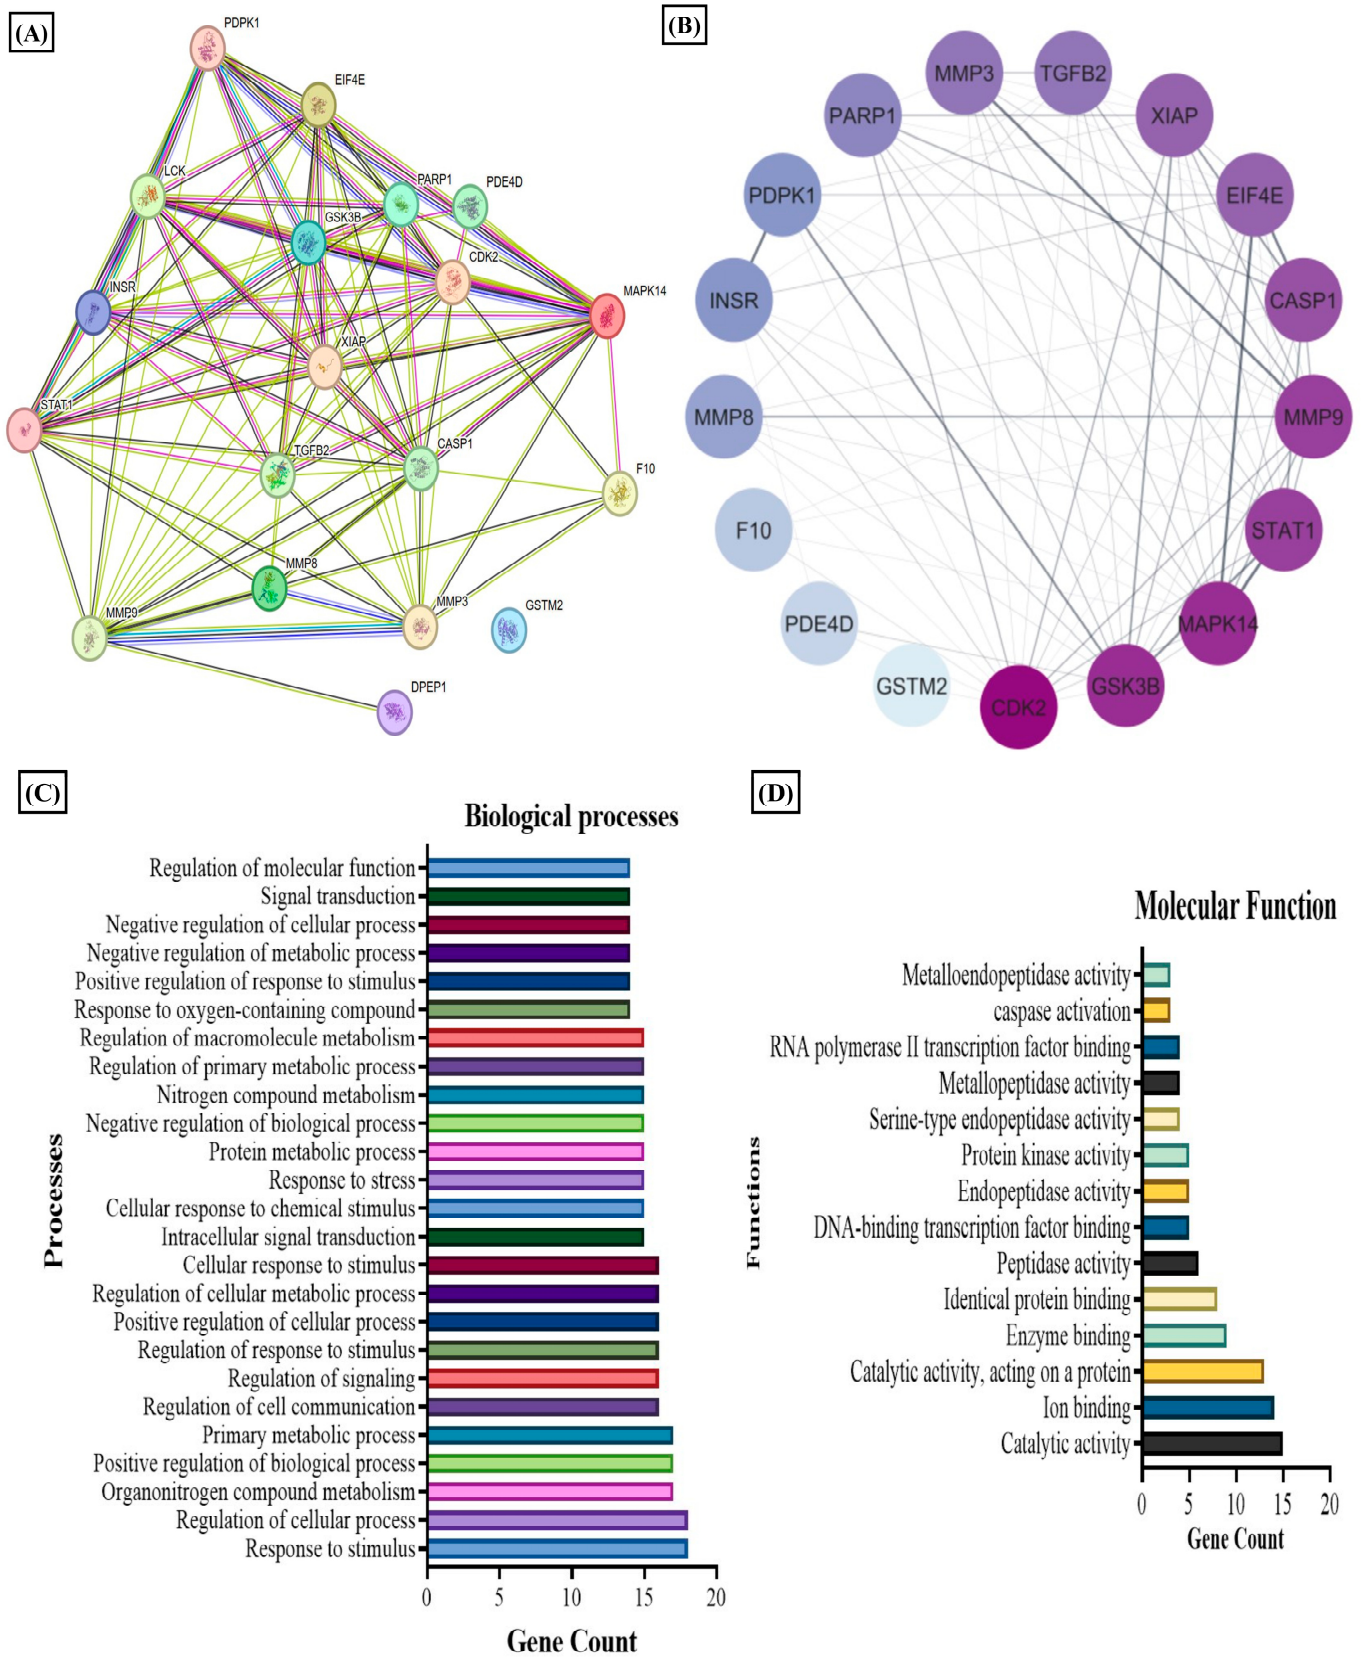 (A)
PDPK1
EIF4E
LCK
PARP1
PDE4D
GSK3B
CDK2
INSR
MAPK14
XIAP
STAT1
TGFB2
CASP1
F10
MMP8
MMP9
MMP3
GSTM2
DPEP1
(B)
MMP3
TGFB2
PARP1
XIAP
PDPK1
EIF4E
INSR
CASP1
MMP8
MMP9
F10
STAT1
PDE4D
MAPK14
GSTM2
CDK2
GSK3B
(C)
Biological processes
Processes
Regulation of molecular function
Signal transduction
Negative regulation of cellular process
Negative regulation of metabolic process
Positive regulation of response to stimulus
Response to oxygen-containing compound
Regulation of macromolecule metabolism
Regulation of primary metabolic process
Nitrogen compound metabolism
Negative regulation of biological process
Protein metabolic process
Response to stress
Cellular response to chemical stimulus
Intracellular signal transduction
Cellular response to stimulus
Regulation of cellular metabolic process
Positive regulation of cellular process
Regulation of response to stimulus
Regulation of signaling
Regulation of cell communication
Primary metabolic process
Positive regulation of biological process
Organonitrogen compound metabolism
Regulation of cellular process
Response to stimulus
0 5 10 15 20
Gene Count
(D)
Molecular Function
Functions
Metalloendopeptidase activity
caspase activation
RNA polymerase II transcription factor binding
Metallopeptidase activity
Serine-type endopeptidase activity
Protein kinase activity
Endopeptidase activity
DNA-binding transcription factor binding
Peptidase activity
Identical protein binding
Enzyme binding
Catalytic activity, acting on a protein
Ion binding
Catalytic activity
0 5 10 15 20
Gene Count